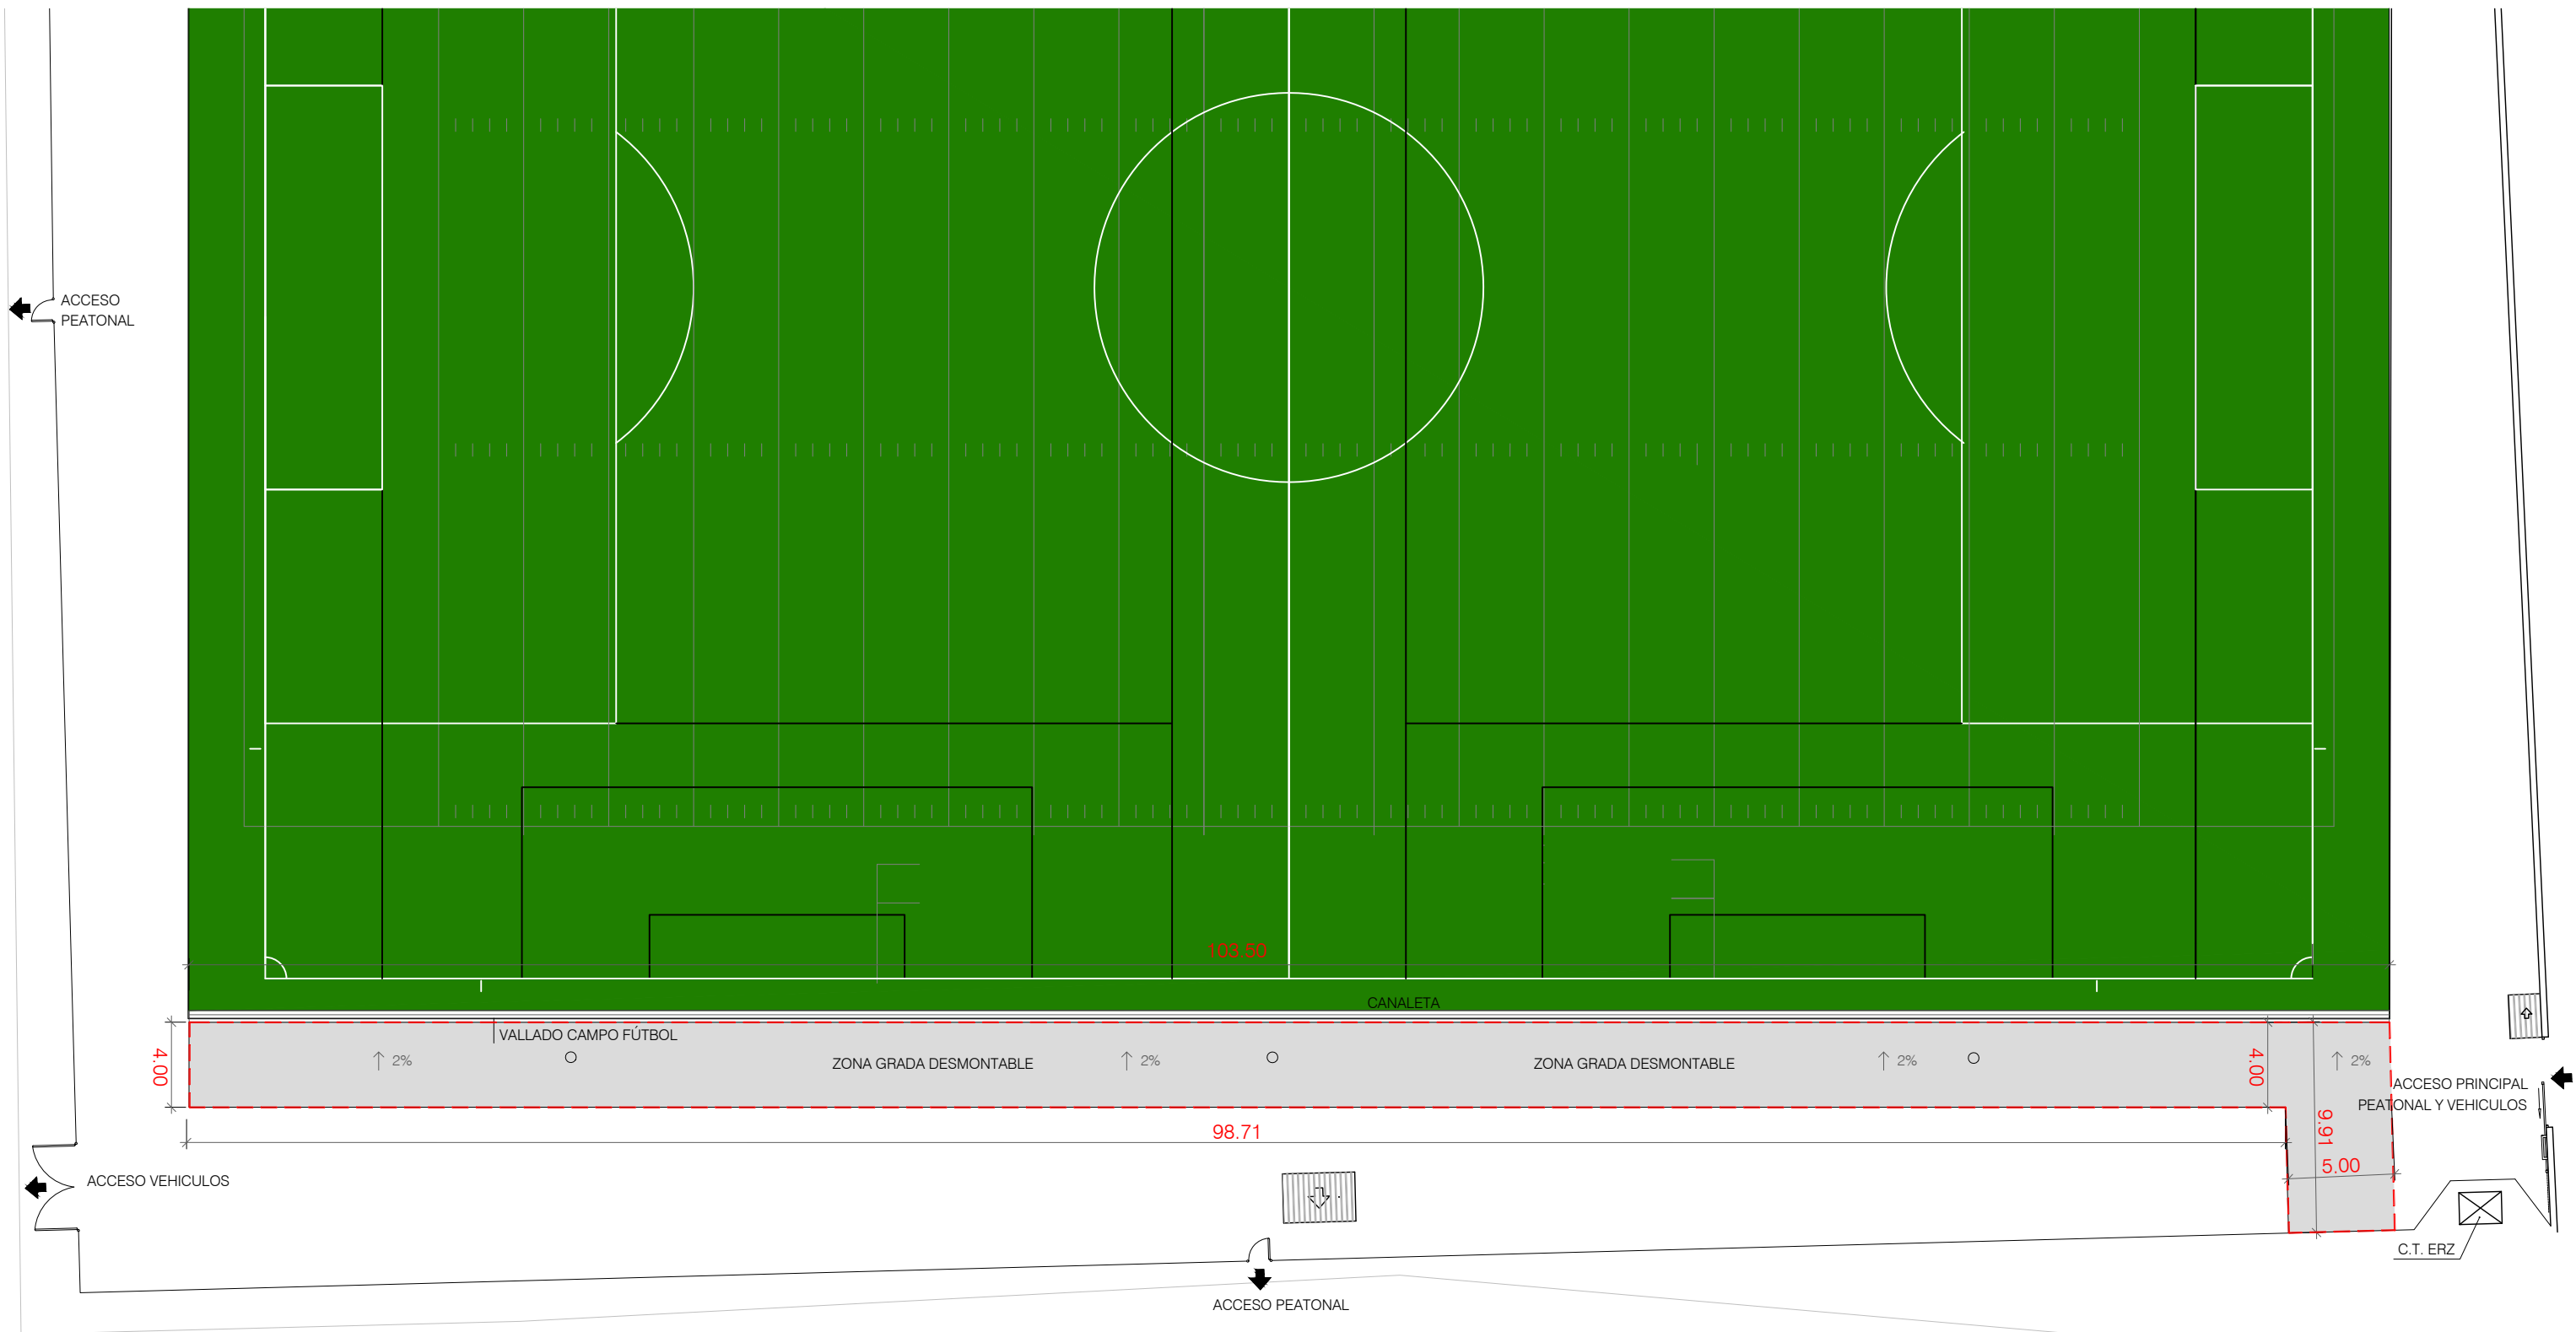 ACCESO
PEATONAL
103.50
CANALETA
VALLADO CAMPO FÚTBOL
4.00
2%
ZONA GRADA DESMONTABLE
2%
ZONA GRADA DESMONTABLE
2%
4.00
2%
ACCESO PRINCIPAL
PEATONAL Y VEHICULOS
9.91
98.71
5.00
ACCESO VEHICULOS
C.T. ERZ
ACCESO PEATONAL